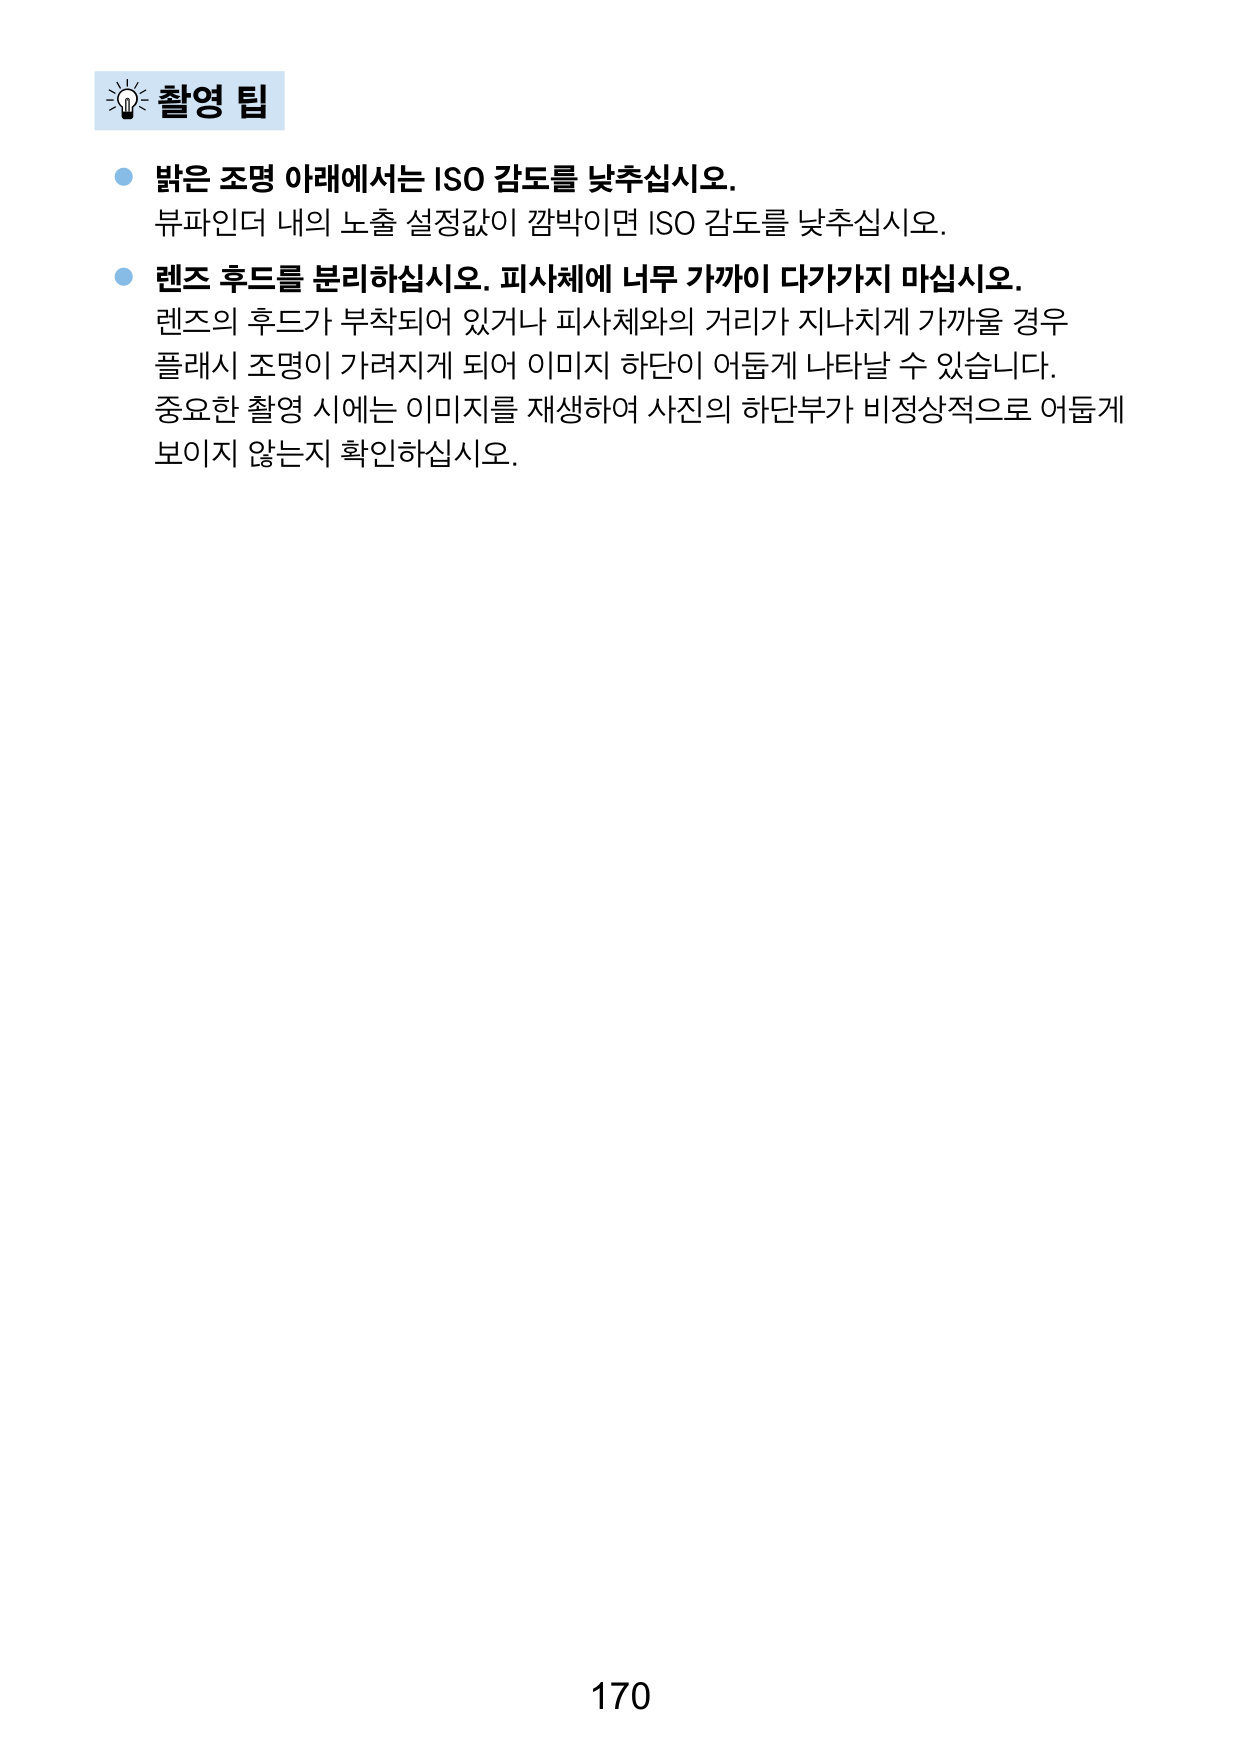 촬영 팁
밝은 조명 아래에서는 ISO 감도를 낮추십시오.
뷰파인더 내의 노출 설정값이 깜박이면 ISO 감도를 낮추십시오.
렌즈 후드를 분리하십시오. 피사체에 너무 가까이 다가가지 마십시오.
렌즈의 후드가 부착되어 있거나 피사체와의 거리가 지나치게 가까울 경우
플래시 조명이 가려지게 되어 이미지 하단이 어둡게 나타날 수 있습니다.
중요한 촬영 시에는 이미지를 재생하여 사진의 하단부가 비정상적으로 어둡게
보이지 않는지 확인하십시오.
170